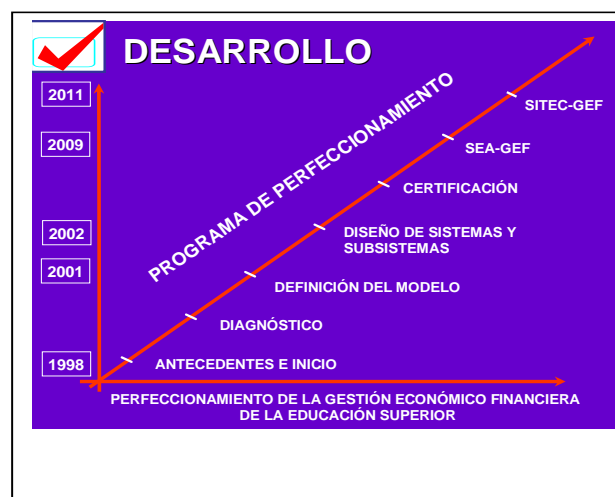 DESARROLLO
2011
2009
2002
2001
1998
PROGRAMA DE PERFECCIONAMIENTO
SITEC-GEF
SEA-GEF
CERTIFICACIÓN
DISEÑO DE SISTEMAS Y
SUBSISTEMAS
DEFINICIÓN DEL MODELO
DIAGNÓSTICO
ANTECEDENTES E INICIO
PERFECCIONAMIENTO DE LA GESTIÓN ECONÓMICO FINANCIERA
DE LA EDUCACIÓN SUPERIOR